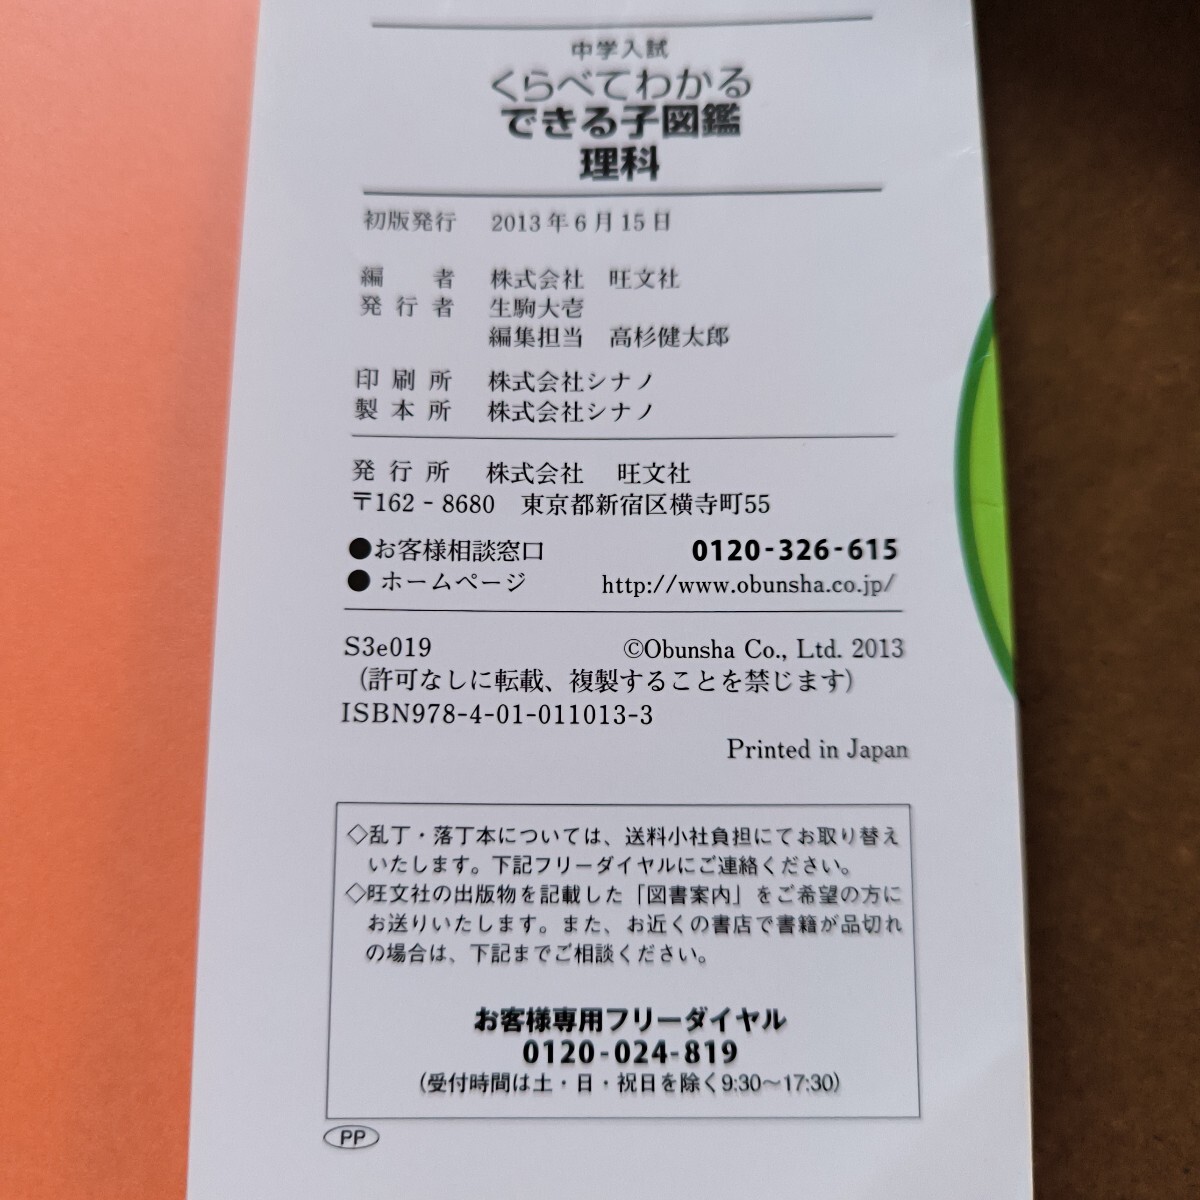 中学入試
くらべてわかる
できる子図鑑
理科
初版発行　2013年6月15日
編　　者　株式会社　旺文社
発 行 者　生駒大壱
編集担当　高杉健太郎
印 刷 所　株式会社シナノ
製 本 所　株式会社シナノ
発 行 所　株式会社　旺文社
〒162 - 8680　東京都新宿区横寺町55
●お客様相談窓口　0120-326-615
● ホームページ　http://www.obunsha.co.jp/
S3e019　©Obunsha Co., Ltd. 2013
（許可なしに転載、複製することを禁じます）
ISBN978-4-01-011013-3
Printed in Japan
◇乱丁・落丁本については、送料小社負担にてお取り替え
いたします。下記フリーダイヤルにご連絡ください。
◇旺文社の出版物を記載した「図書案内」をご希望の方に
お送りいたします。また、お近くの書店で書籍が品切れ
の場合は、下記までご相談ください。
お客様専用フリーダイヤル
0120-024-819
（受付時間は土・日・祝日を除く9:30～17:30）
PP